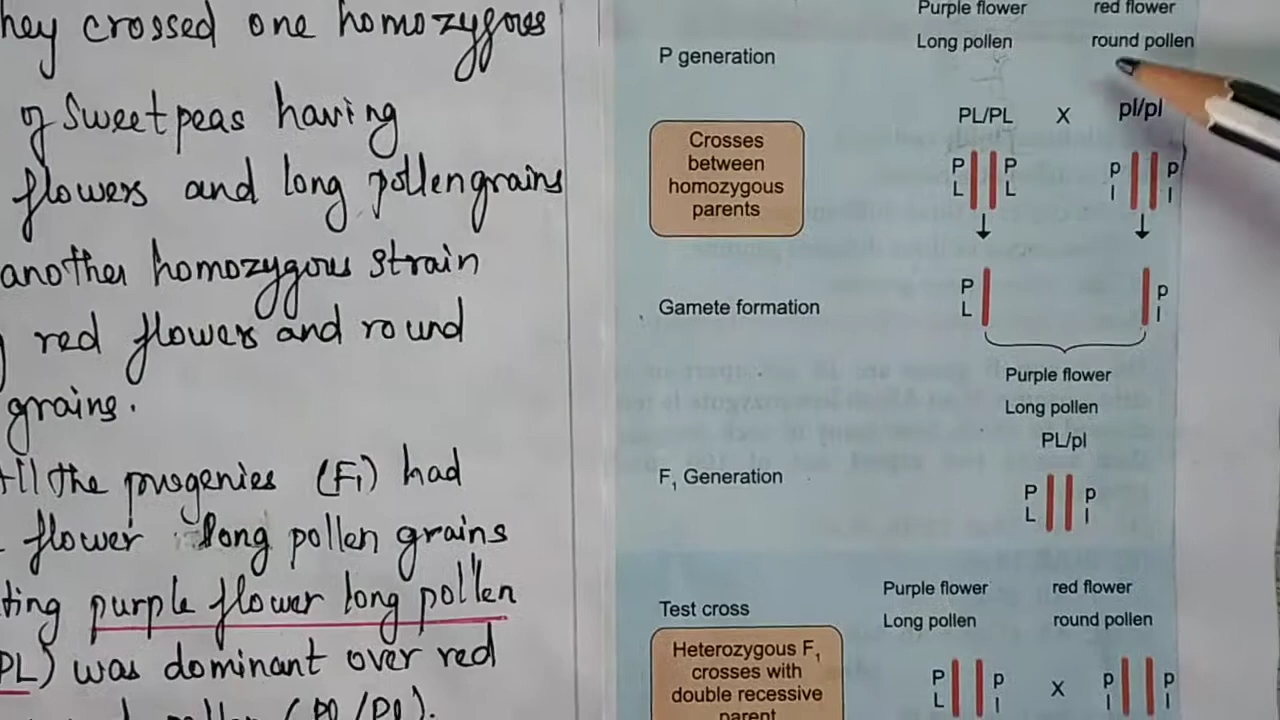 hey crossed one homozygous
of Sweetpeas having
flowers and long pollengrains
another homozygous strain
red flowers and round
grains.
All the progenies (F1) had
flower long pollen grains
ting purple flower long pollen
PL) was dominant over red
Purple flower red flower
Long pollen round pollen
P generation
PL/PL X pl/pl
Crosses
between
homozygous
parents
P P p p
L L l l
Gamete formation
P p
L l
Purple flower
Long pollen
PL/pl
F1 Generation
P p
L l
Purple flower red flower
Test cross
Long pollen round pollen
Heterozygous F1
crosses with
double recessive
parent
P p X p p
L l l l